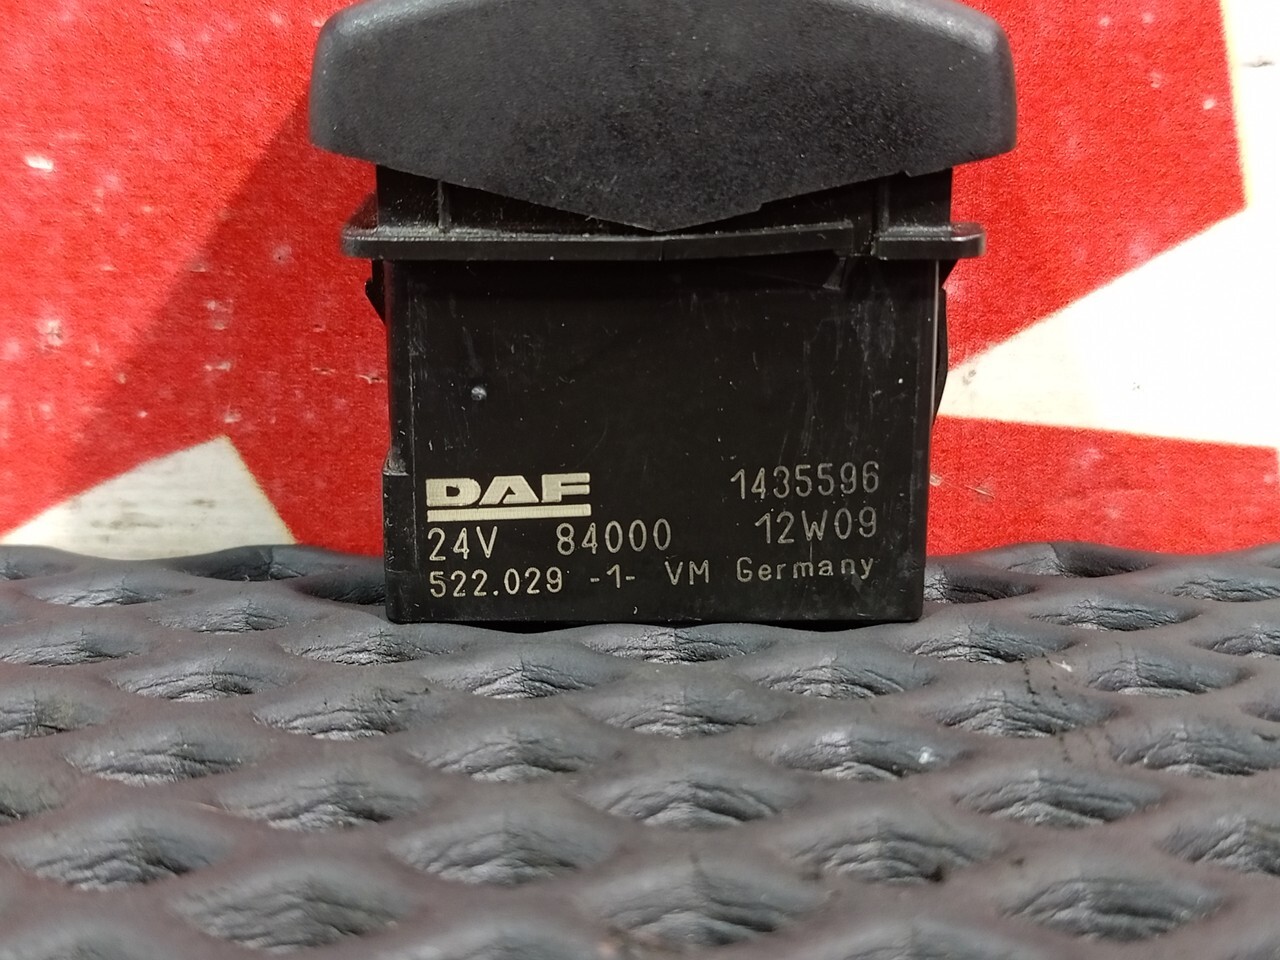 DAF 1435596
24V 84000 12W09
522.029 -1- VM Germany